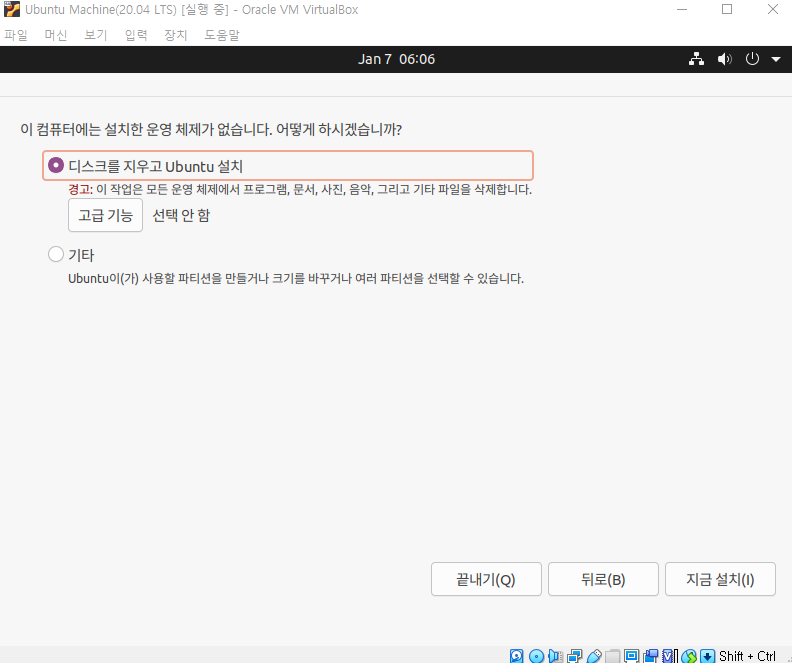 Ubuntu Machine(20.04 LTS) [실행 중] - Oracle VM VirtualBox
파일 머신 보기 입력 장치 도움말
Jan 7 06:06
이 컴퓨터에는 설치한 운영 체제가 없습니다. 어떻게 하시겠습니까?
디스크를 지우고 Ubuntu 설치
경고: 이 작업은 모든 운영 체제에서 프로그램, 문서, 사진, 음악, 그리고 기타 파일을 삭제합니다.
고급 기능 선택 안 함
기타
Ubuntu이(가) 사용할 파티션을 만들거나 크기를 바꾸거나 여러 파티션을 선택할 수 있습니다.
끝내기(Q) 뒤로(B) 지금 설치(I)
Shift + Ctrl